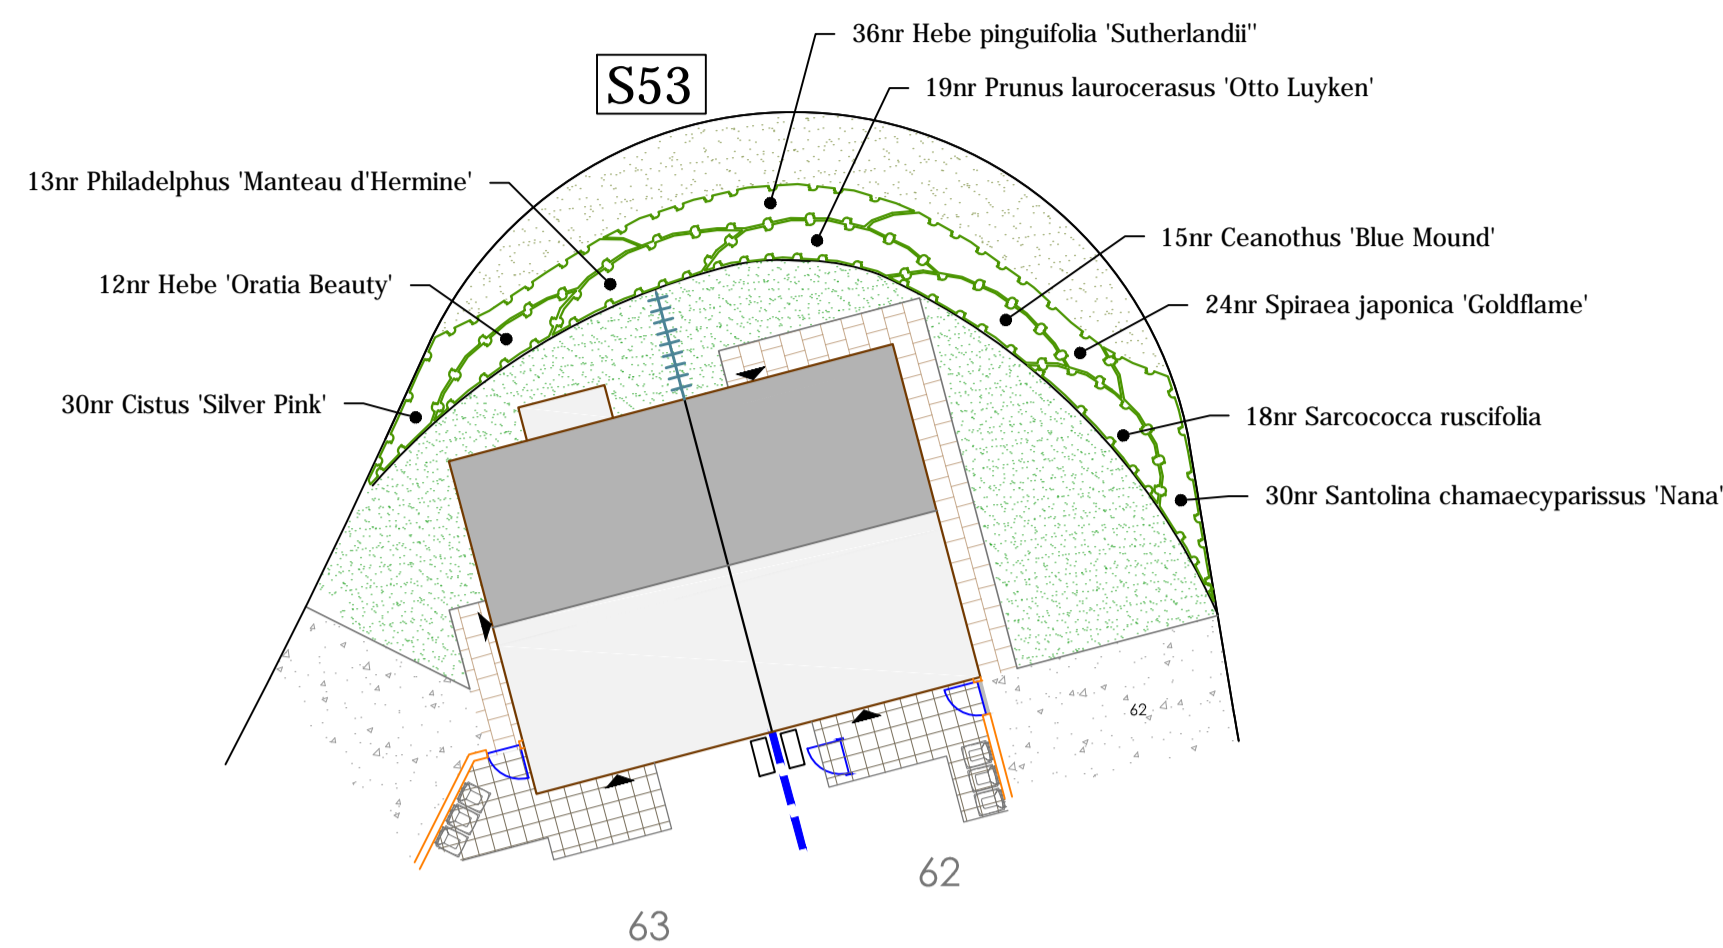 36nr Hebe pinguifolia 'Sutherlandii''
S53
19nr Prunus laurocerasus 'Otto Luyken'
13nr Philadelphus 'Manteau d'Hermine'
15nr Ceanothus 'Blue Mound'
12nr Hebe 'Oratia Beauty'
24nr Spiraea japonica 'Goldflame'
30nr Cistus 'Silver Pink'
18nr Sarcococca ruscifolia
30nr Santolina chamaecyparissus 'Nana'
62
62
63